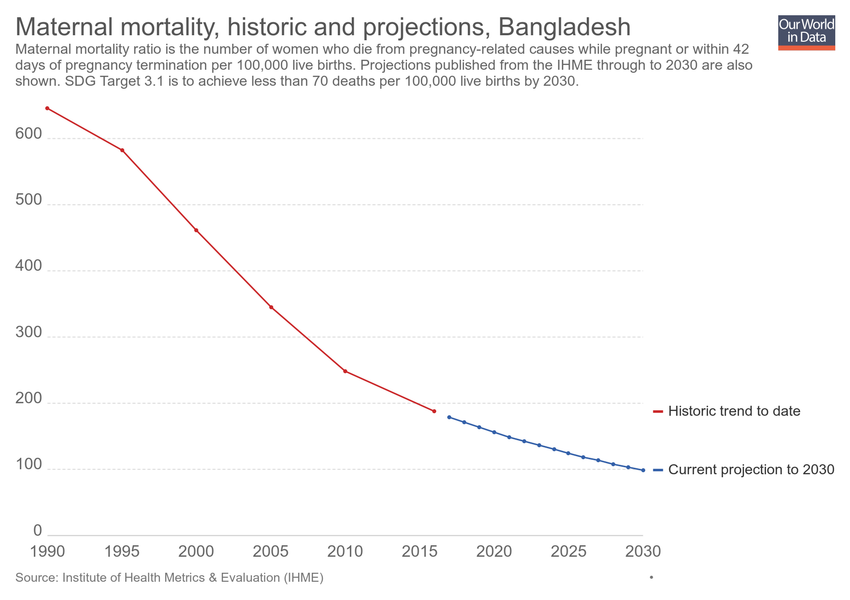 Maternal mortality, historic and projections, Bangladesh
Our World
in Data
Maternal mortality ratio is the number of women who die from pregnancy-related causes while pregnant or within 42
days of pregnancy termination per 100,000 live births. Projections published from the IHME through to 2030 are also
shown. SDG Target 3.1 is to achieve less than 70 deaths per 100,000 live births by 2030.
600
500
400
300
200
100
0
Historic trend to date
Current projection to 2030
1990 1995 2000 2005 2010 2015 2020 2025 2030
Source: Institute of Health Metrics & Evaluation (IHME)
•